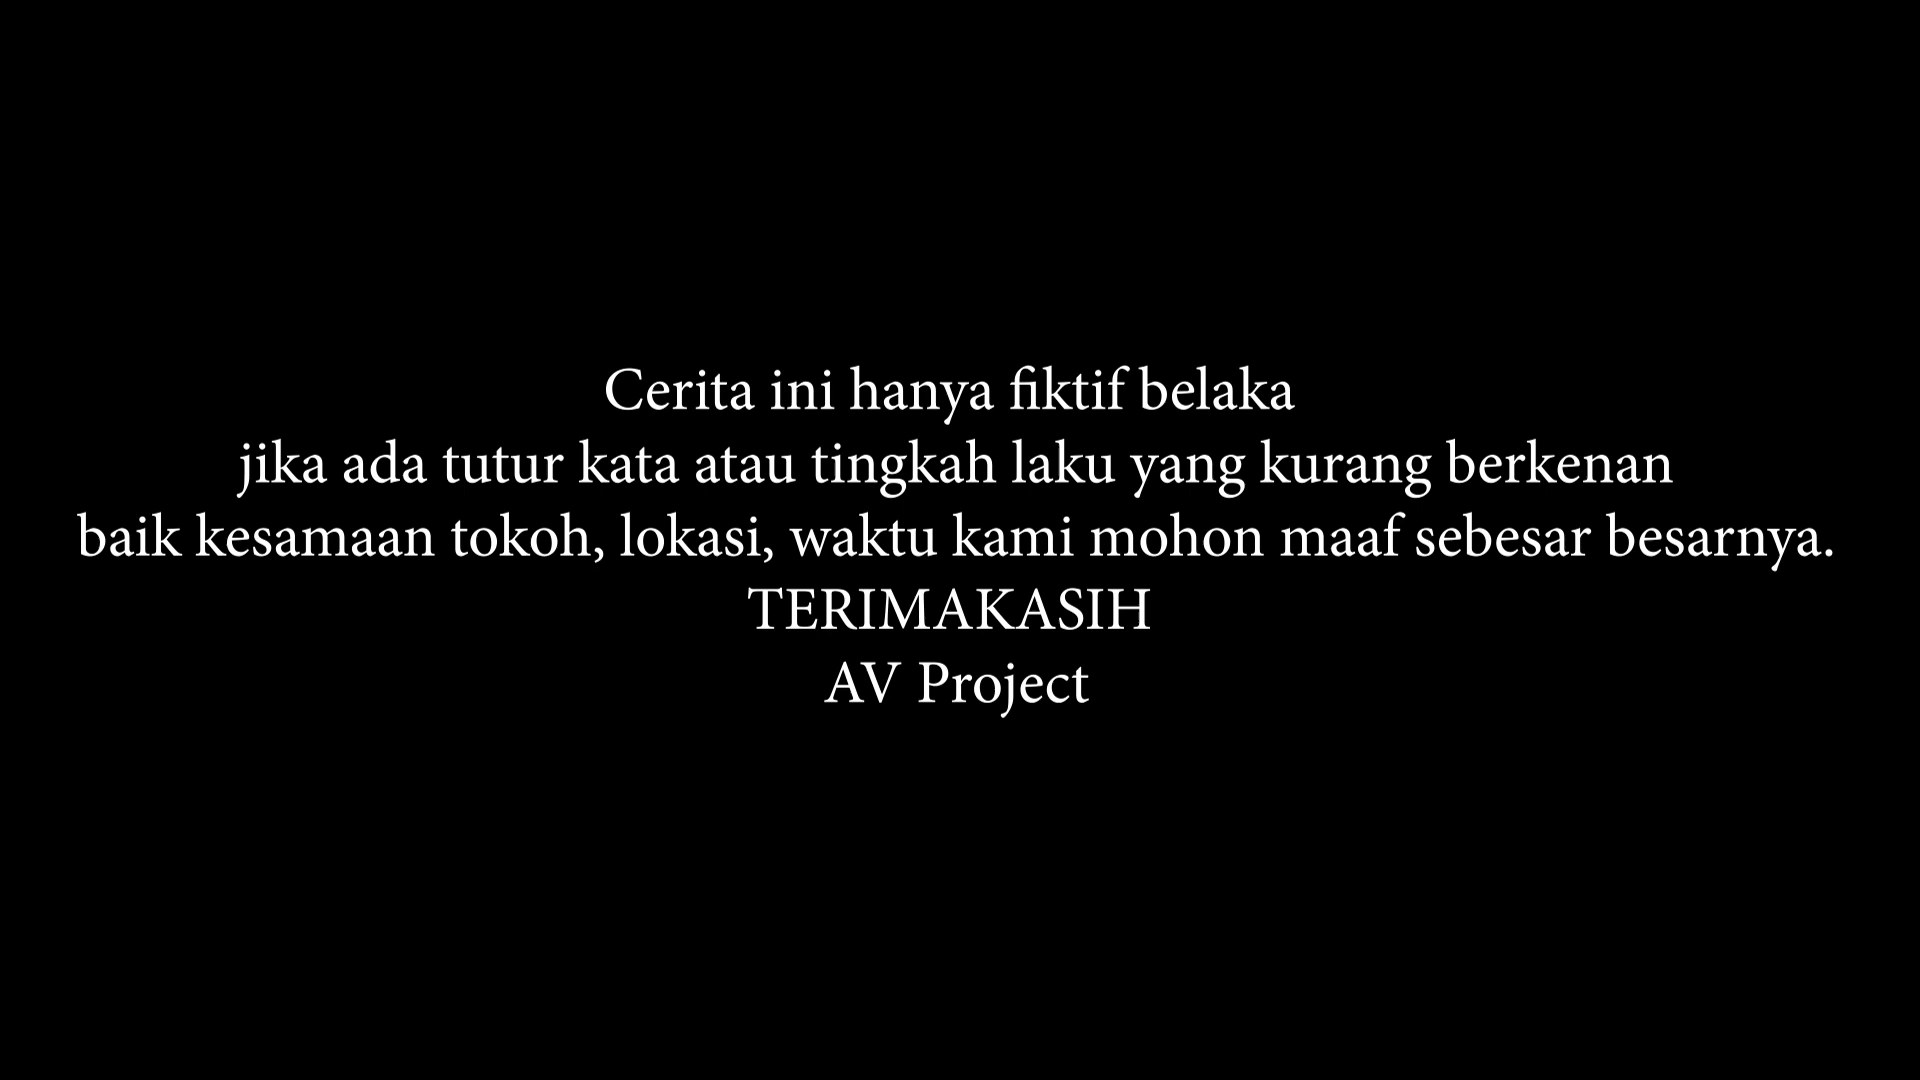 Cerita ini hanya fiktif belaka
jika ada tutur kata atau tingkah laku yang kurang berkenan
baik kesamaan tokoh, lokasi, waktu kami mohon maaf sebesar besarnya.
TERIMAKASIH
AV Project